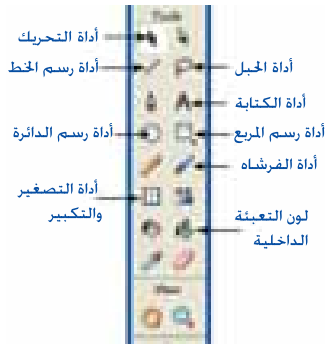 Tools
أداة التحريك
أداة رسم الخط
أداة الحبل
أداة الكتابة
أداة رسم الدائرة
أداة رسم المربع
أداة الفرشاه
أداة التصغير
والتكبير
لون التعبئة
الداخلية
View